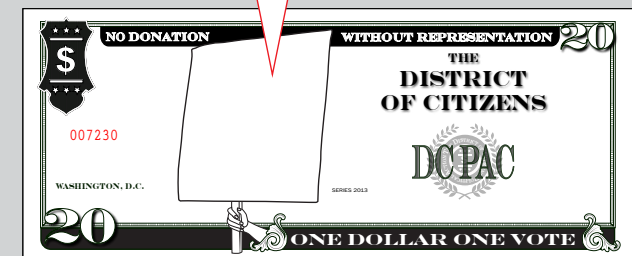 NO DONATION
WITHOUT REPRESENTATION
20
$
THE
DISTRICT
OF CITIZENS
007230
DC PAC
WASHINGTON, D.C.
SERIES 2013
20
ONE DOLLAR ONE VOTE